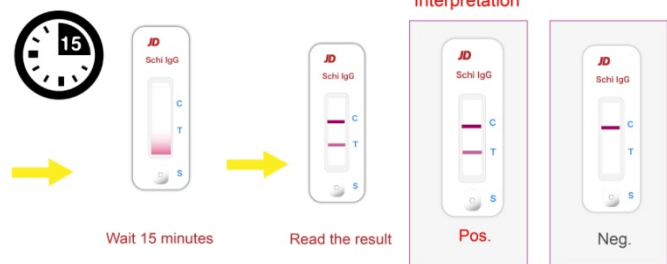 Interpretation
15
JD
Schi IgG
C
T
S
Wait 15 minutes
JD
Schi IgG
C
T
S
Read the result
JD
Schi IgG
C
T
S
Pos.
JD
Schi IgG
C
T
S
Neg.